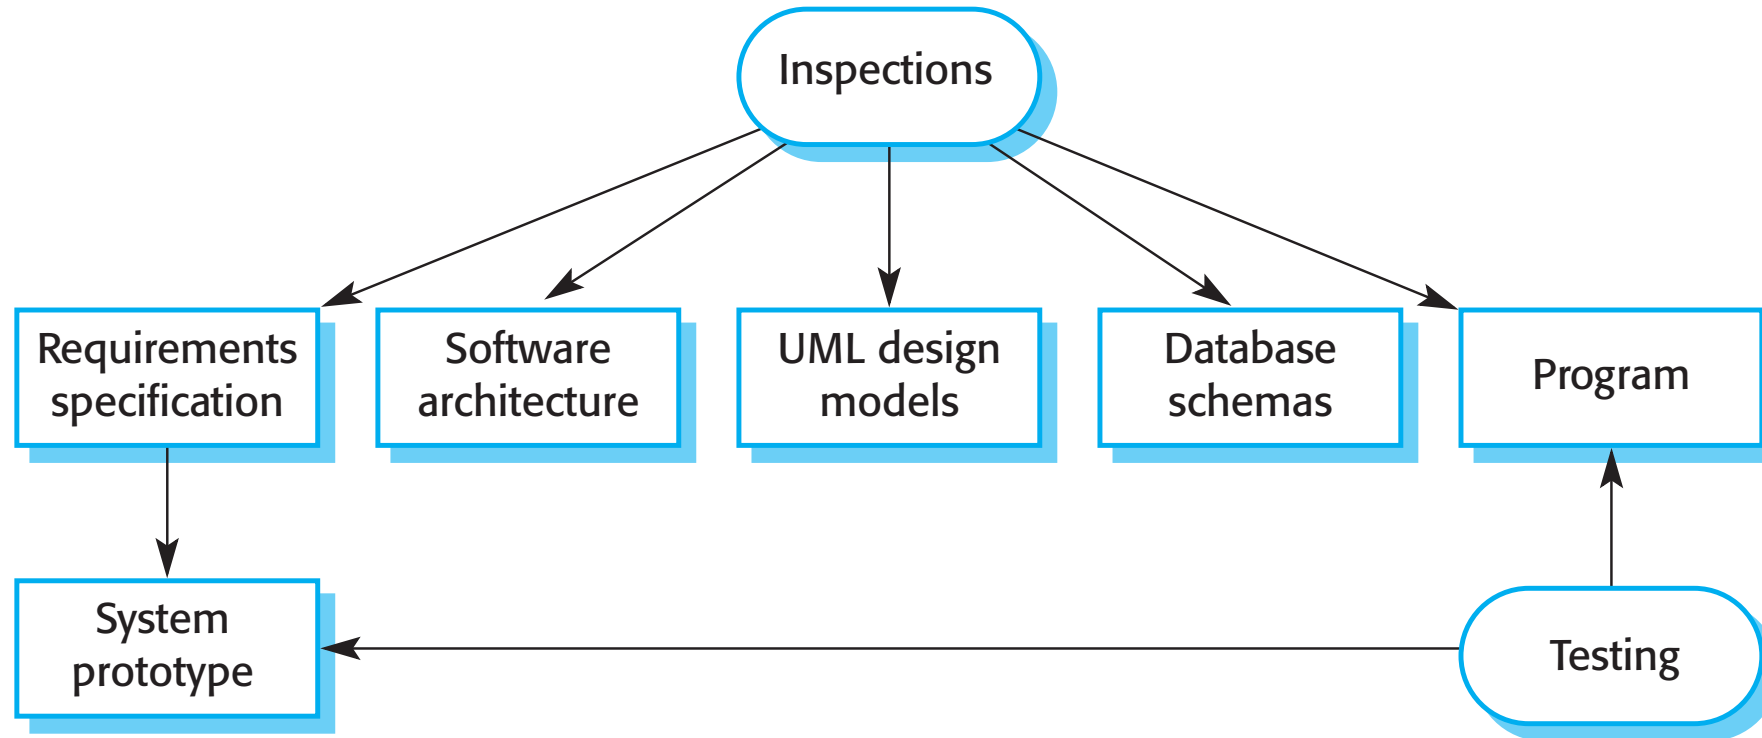 Inspections
Requirements
specification
Software
architecture
UML design
models
Database
schemas
Program
System
prototype
Testing